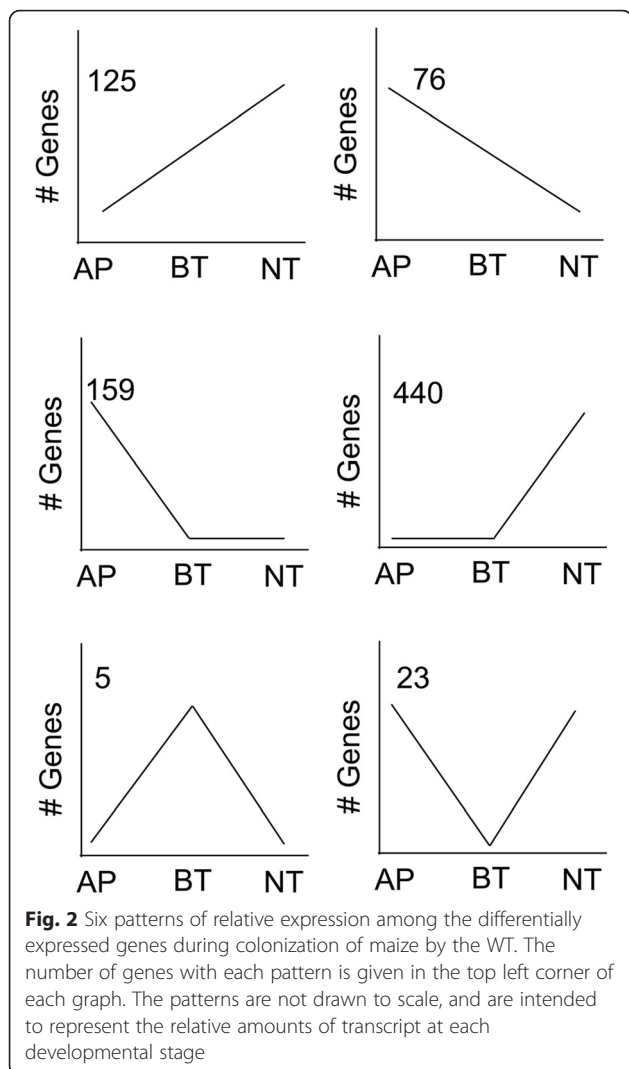 125
# Genes
AP BT NT
76
# Genes
AP BT NT
159
# Genes
AP BT NT
440
# Genes
AP BT NT
5
# Genes
AP BT NT
23
# Genes
AP BT NT
Fig. 2 Six patterns of relative expression among the differentially
expressed genes during colonization of maize by the WT. The
number of genes with each pattern is given in the top left corner of
each graph. The patterns are not drawn to scale, and are intended
to represent the relative amounts of transcript at each
developmental stage